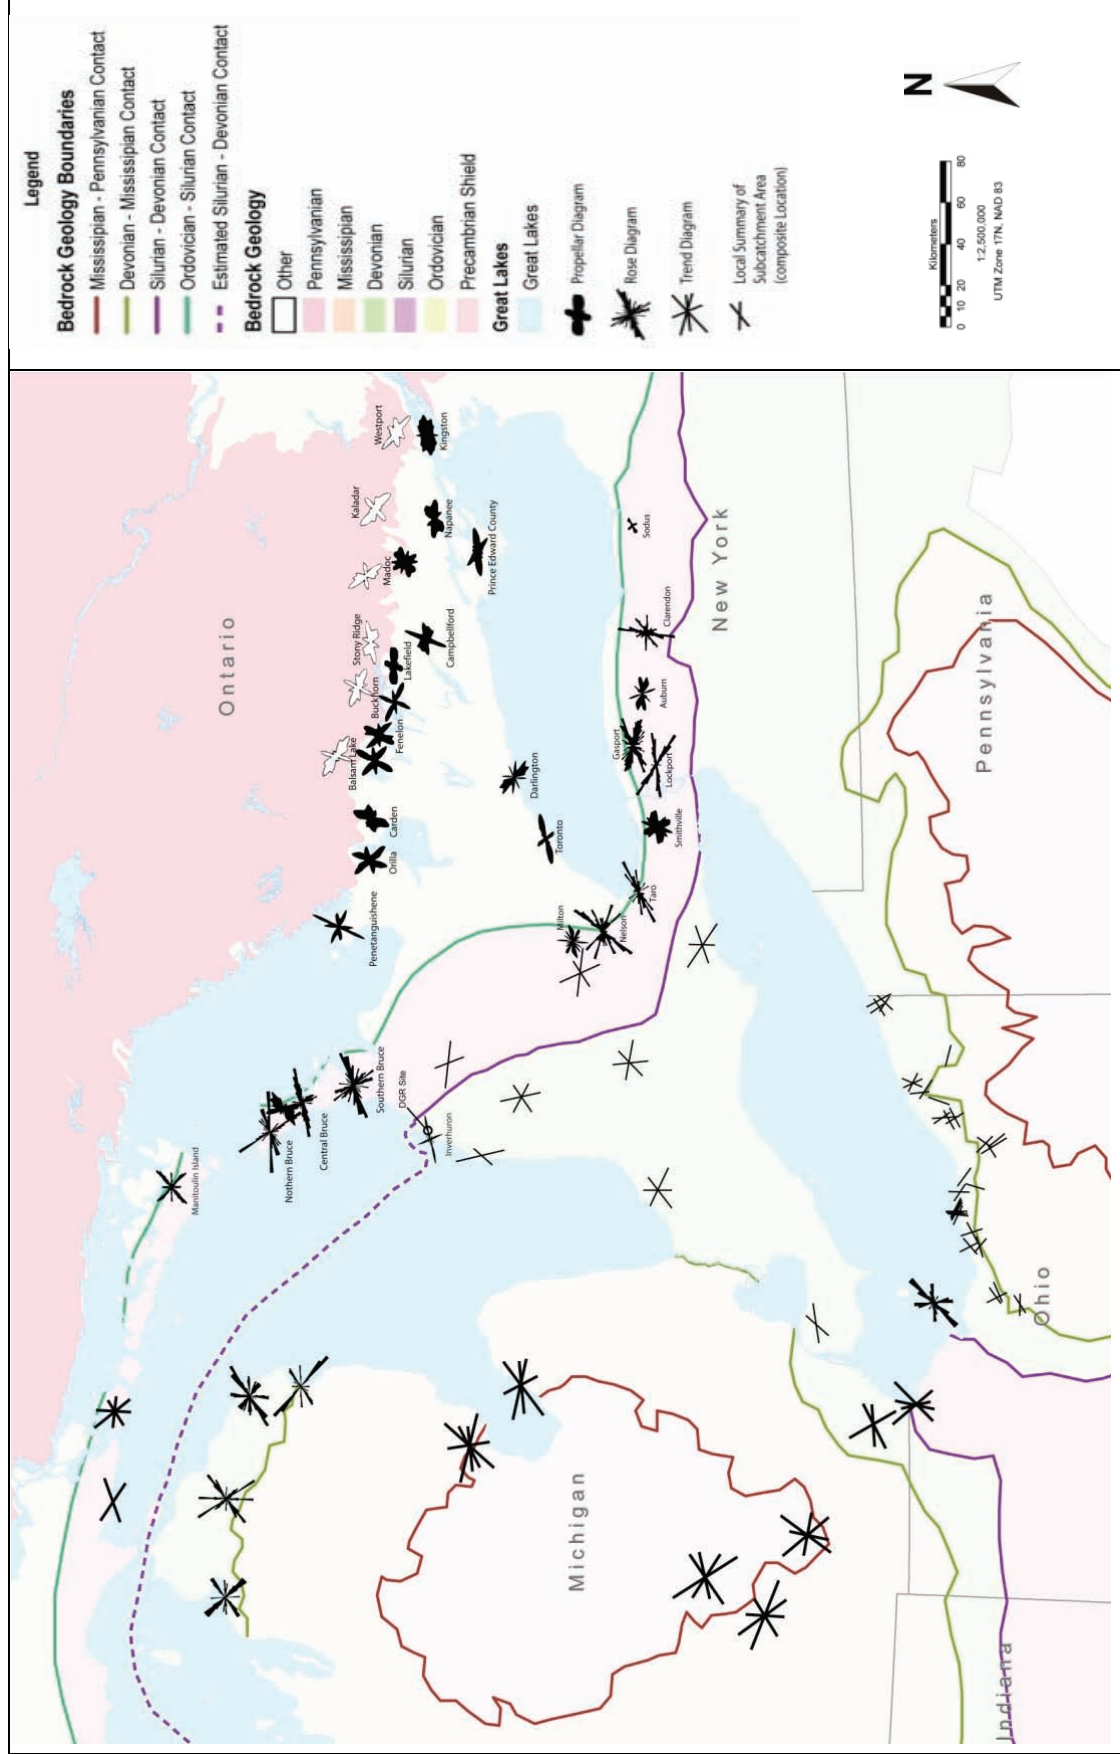 Legend
Bedrock Geology Boundaries
Mississipian - Pennsylvanian Contact
Devonian - Mississipian Contact
Silurian - Devonian Contact
Ordovician - Silurian Contact
Estimated Silurian - Devonian Contact
Bedrock Geology
Other
Pennsylvanian
Mississipian
Devonian
Silurian
Ordovician
Precambrian Shield
Great Lakes
Great Lakes
Propellar Diagram
Rose Diagram
Trend Diagram
Local Summary of
Subcatchment Area
(composite Location)
N
Kilometers
0 10 20 40 60 80
1:2,500,000
UTM Zone 17N, NAD 83
Ontario
Westport
Kingston
Kaladar
Napanee
Madoc
Prince Edward County
Stony Ridge
Lakefield
Campbellford
Buckhorn
Fenelon
Balsam Lake
Carden
Orilla
Penetanguishene
Darlington
Toronto
Sodus
Clarendon
Auburn
Gasport
Lockport
Smithville
Taro
Milton
Nelson
New York
Pennsylvania
Southern Bruce
DGR Site
Inverhuron
Central Bruce
Nothern Bruce
Manitoulin Island
Ohio
Michigan
Indiana